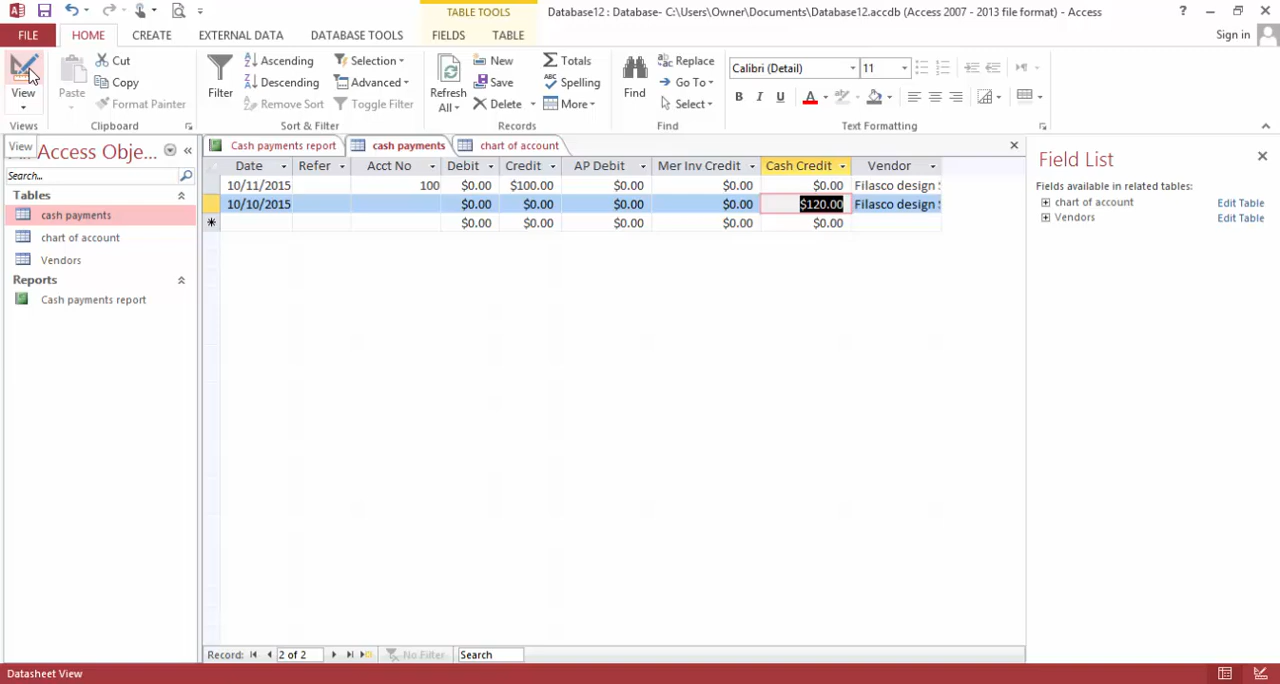 TABLE TOOLS
Database12 : Database- C:\Users\Owner\Documents\Database12.accdb (Access 2007 - 2013 file format) - Access
?
FILE HOME CREATE EXTERNAL DATA DATABASE TOOLS FIELDS TABLE Sign in
View
Paste
Cut
Copy
Format Painter
Filter
Ascending
Descending
Remove Sort
Selection
Advanced
Toggle Filter
Refresh
All
New
Save
Delete
Totals
Spelling
More
Find
Replace
Go To
Select
Calibri (Detail) 11
B I U A
Views Clipboard Sort & Filter Records Find Text Formatting
View
Access Obje...
Search...
Tables
cash payments
chart of account
Vendors
Reports
Cash payments report
Cash payments report cash payments chart of account
Date Refer Acct No Debit Credit AP Debit Mer Inv Credit Cash Credit Vendor
10/11/2015 100 $0.00 $100.00 $0.00 $0.00 $0.00 Filasco design
10/10/2015 $0.00 $0.00 $0.00 $0.00 $120.00 Filasco design
$0.00 $0.00 $0.00 $0.00 $0.00
Field List
Fields available in related tables:
chart of account Edit Table
Vendors Edit Table
Record: 2 of 2 No Filter Search
Datasheet View